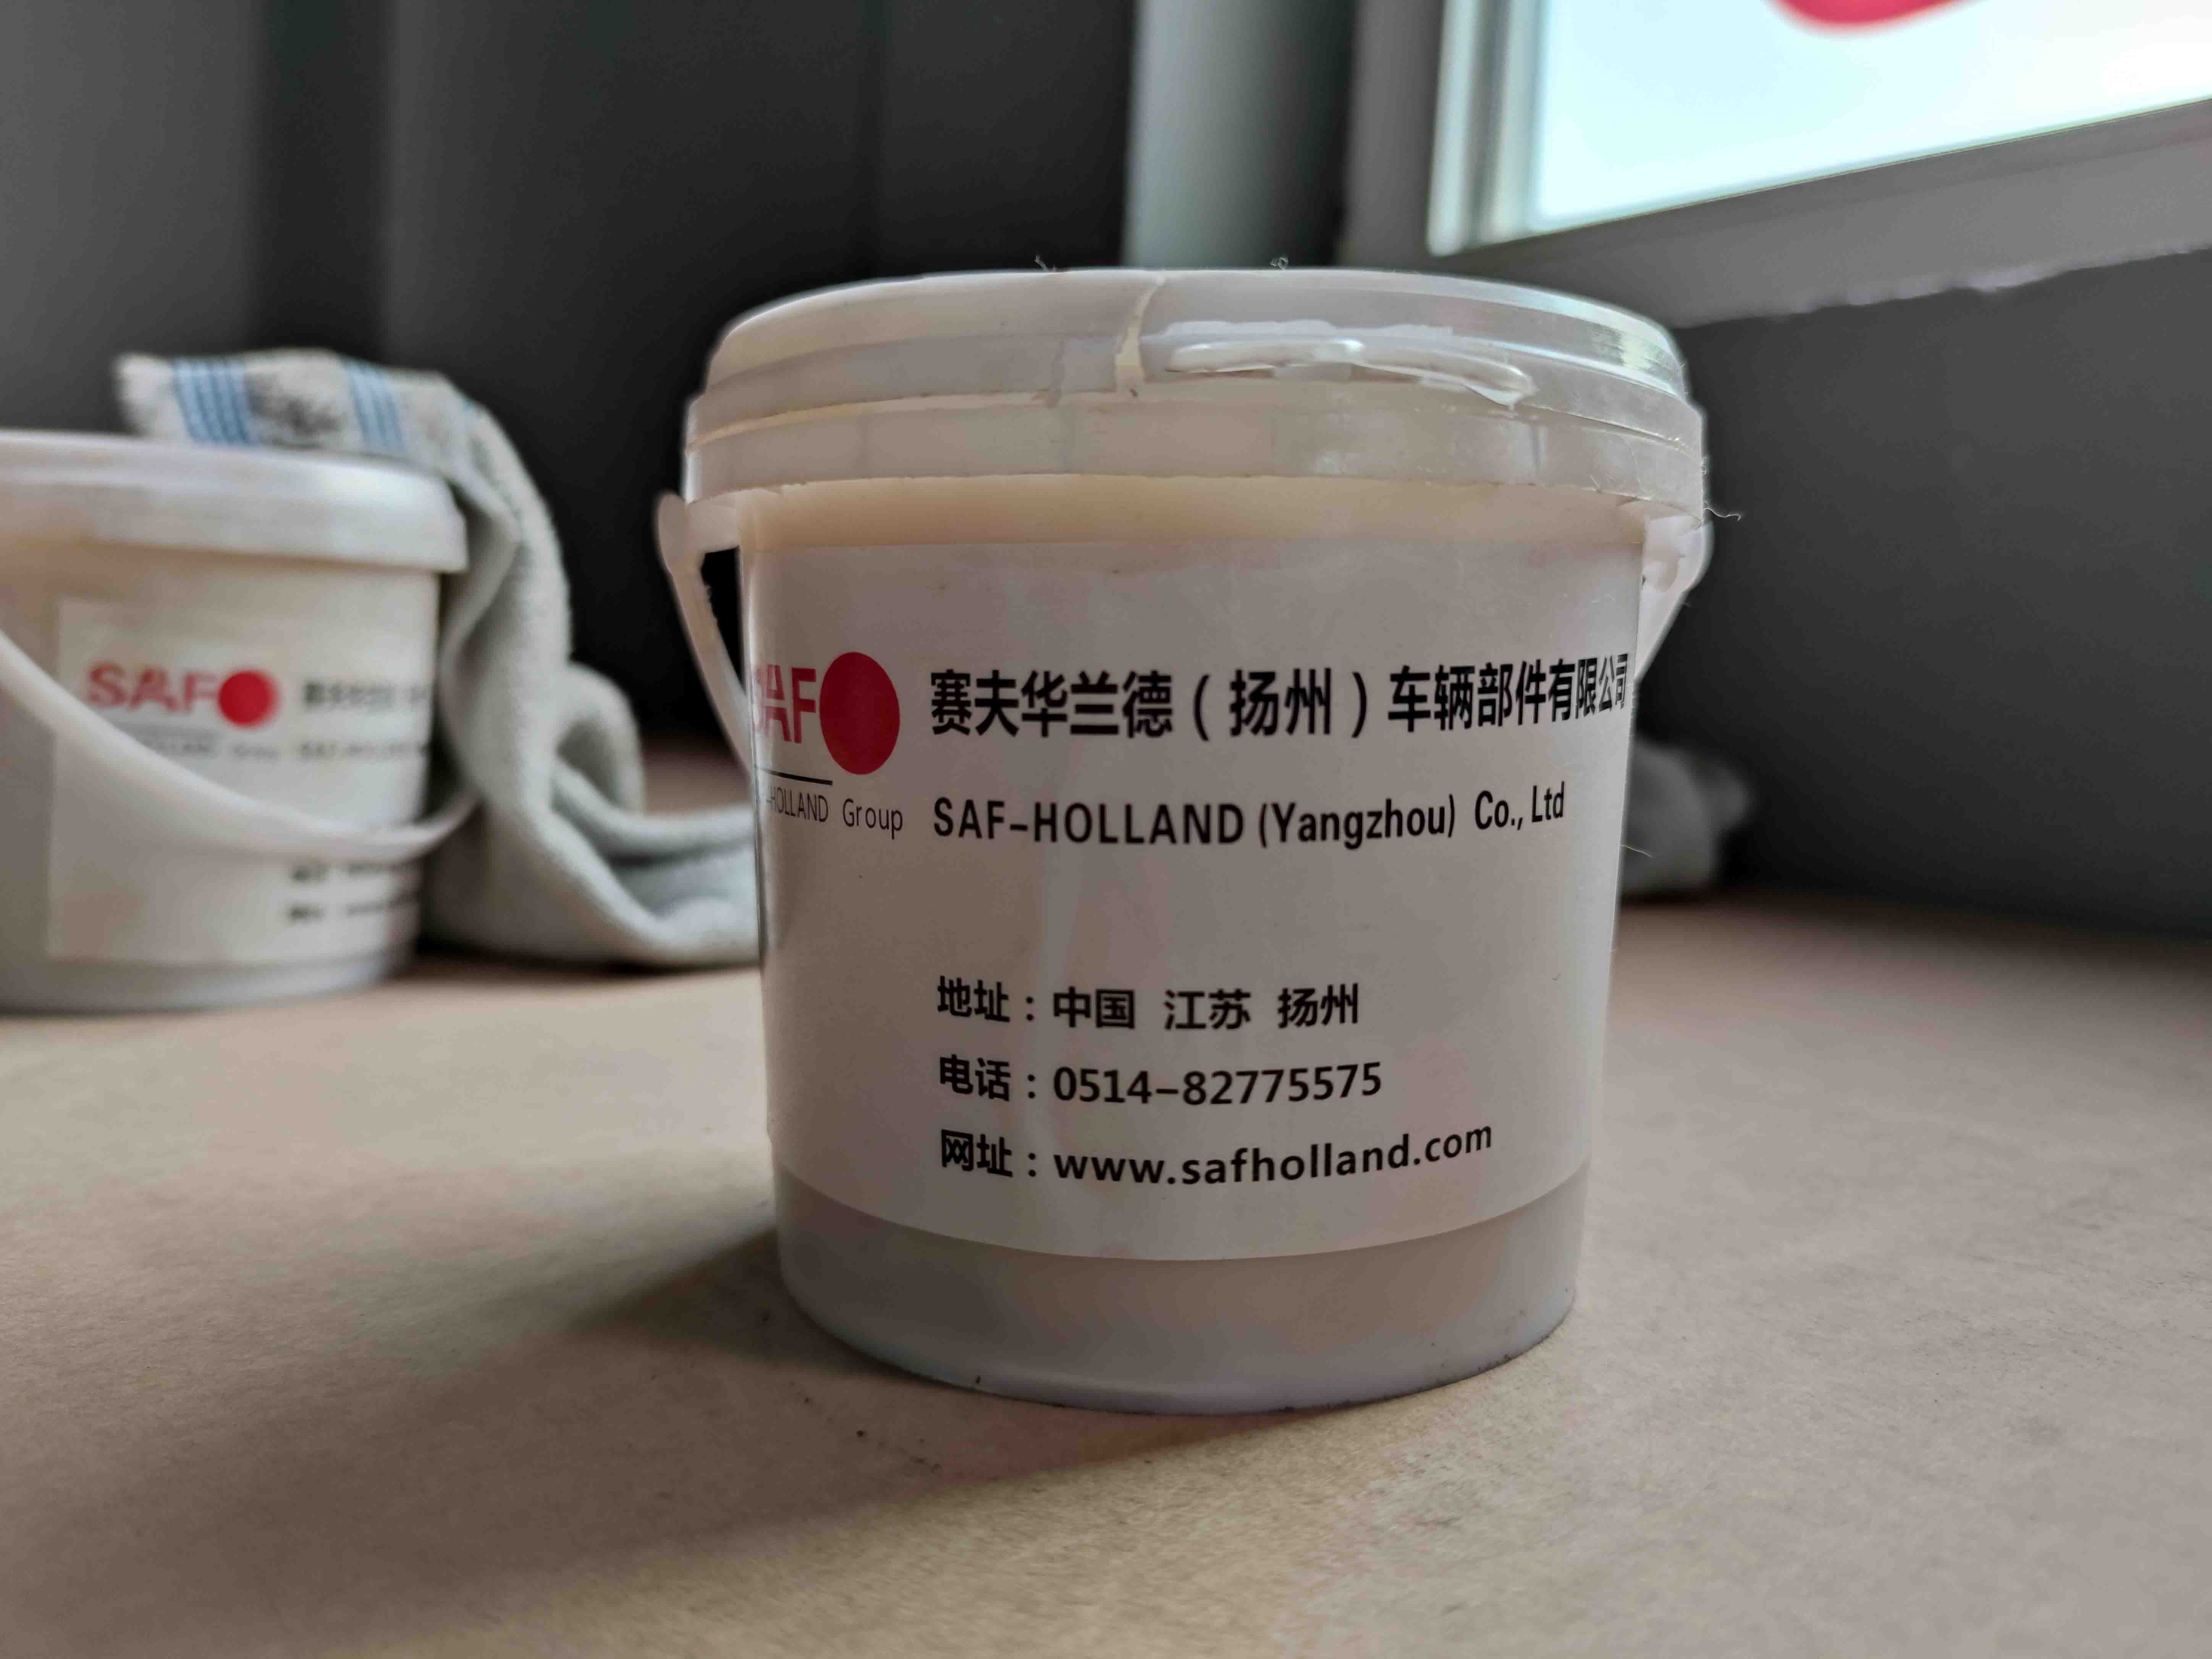 SAF
赛夫华兰德（扬州）车辆部件有限公司
HOLLAND Group
SAF-HOLLAND (Yangzhou) Co., Ltd
地址：中国 江苏 扬州
电话：0514-82775575
网址：www.safholland.com
SAF